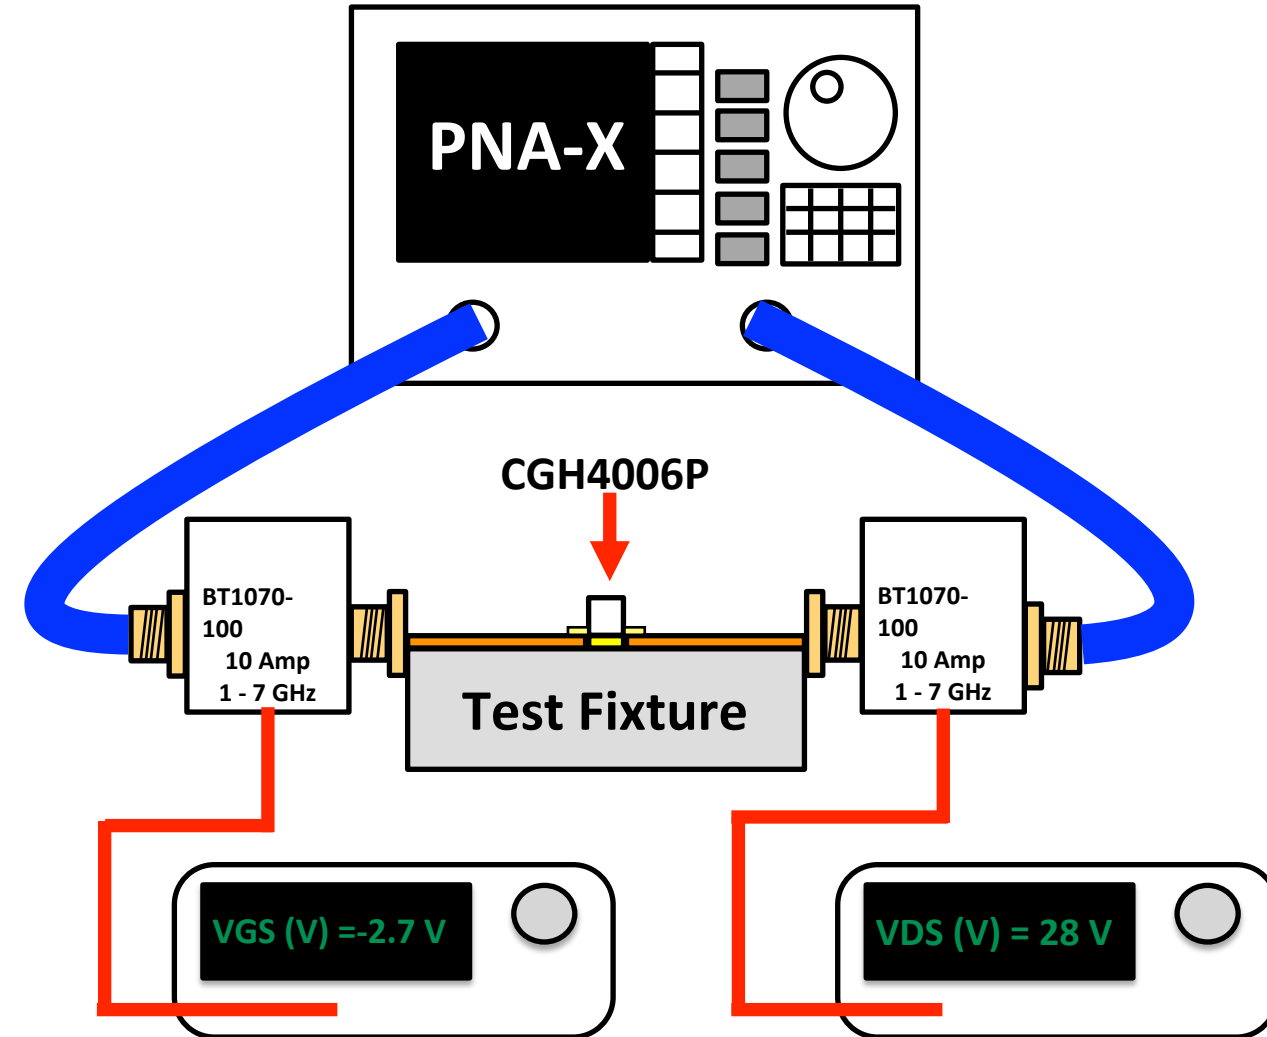 PNA-X
CGH4006P
BT1070-
100
10 Amp
1 - 7 GHz
BT1070-
100
10 Amp
1 - 7 GHz
Test Fixture
VGS (V) =-2.7 V
VDS (V) = 28 V